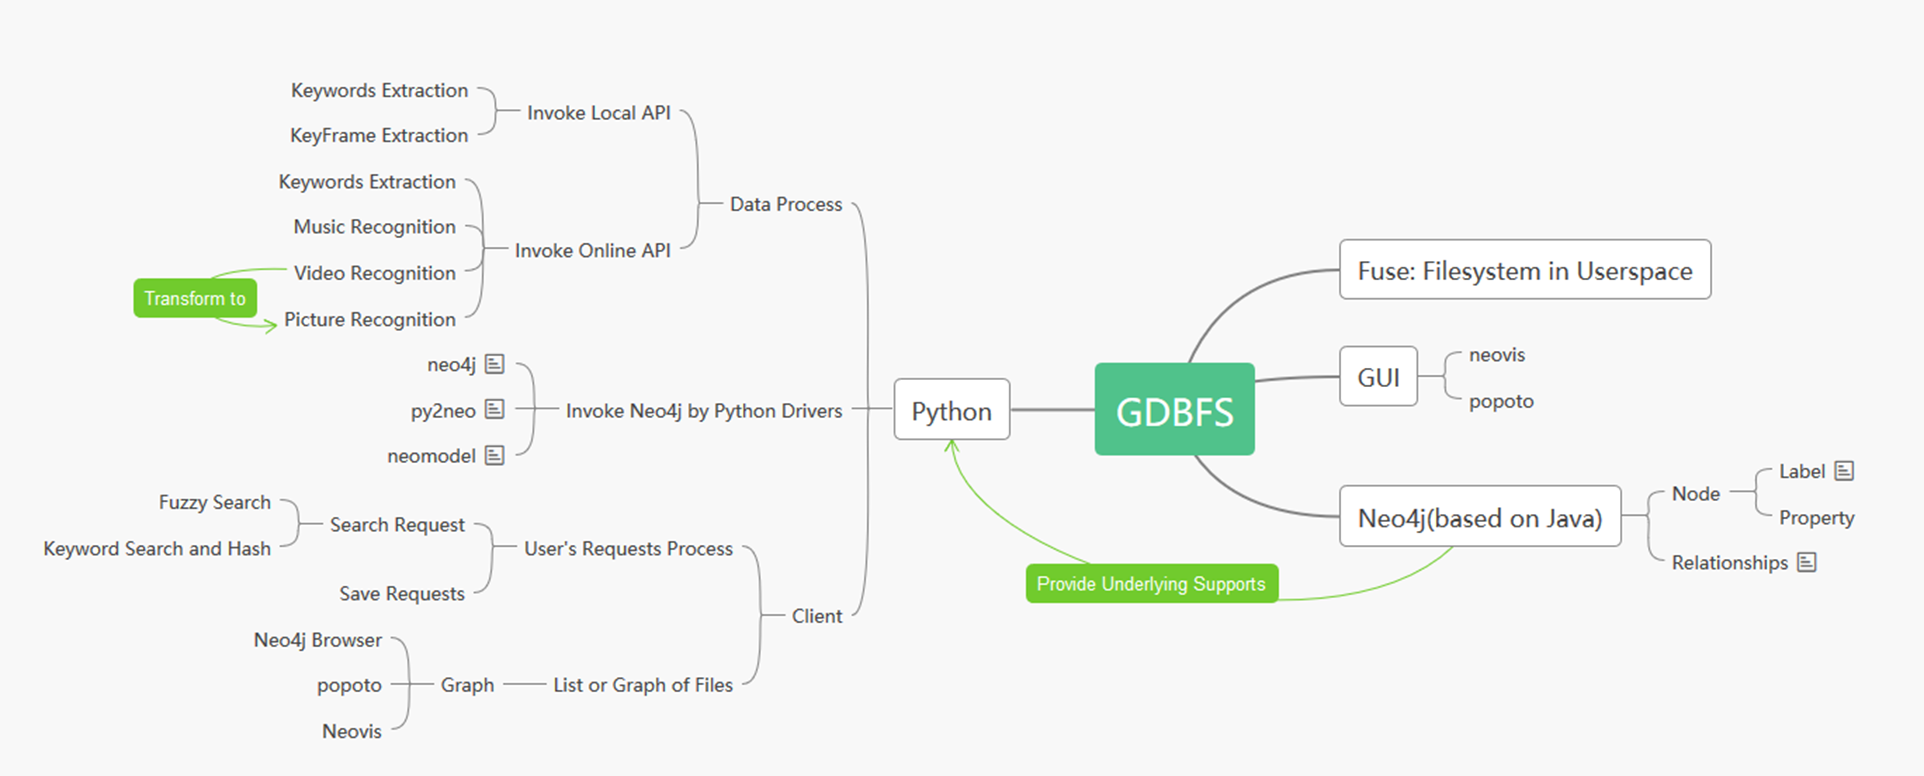 Keywords Extraction
KeyFrame Extraction
Invoke Local API
Keywords Extraction
Music Recognition
Video Recognition
Picture Recognition
Transform to
Invoke Online API
Data Process
neo4j
py2neo
neomodel
Invoke Neo4j by Python Drivers
Fuzzy Search
Keyword Search and Hash
Search Request
Save Requests
User's Requests Process
Neo4j Browser
popoto
Neovis
Graph
List or Graph of Files
Client
Python
GDBFS
Fuse: Filesystem in Userspace
GUI
neovis
popoto
Neo4j(based on Java)
Node
Label
Property
Relationships
Provide Underlying Supports